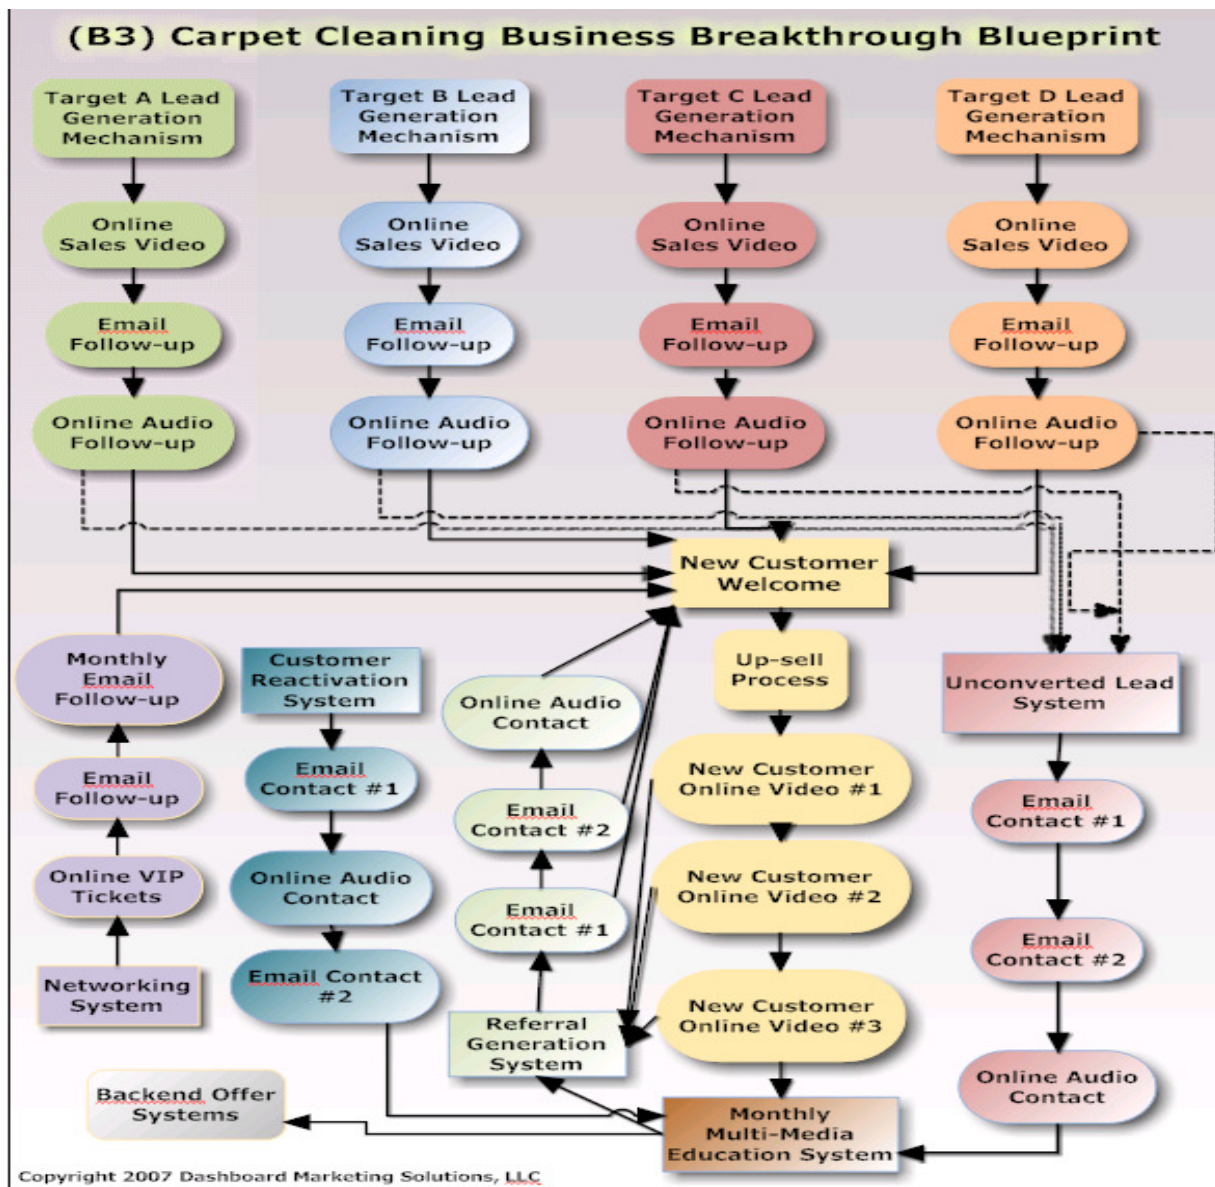 (B3) Carpet Cleaning Business Breakthrough Blueprint
Target A Lead
Generation
Mechanism
Target B Lead
Generation
Mechanism
Target C Lead
Generation
Mechanism
Target D Lead
Generation
Mechanism
Online
Sales Video
Online
Sales Video
Online
Sales Video
Online
Sales Video
Email
Follow-up
Email
Follow-up
Email
Follow-up
Email
Follow-up
Online Audio
Follow-up
Online Audio
Follow-up
Online Audio
Follow-up
Online Audio
Follow-up
New Customer
Welcome
Monthly
Email
Follow-up
Customer
Reactivation
System
Online Audio
Contact
Up-sell
Process
Unconverted Lead
System
Email
Follow-up
Email
Contact #1
Email
Contact #2
New Customer
Online Video #1
Email
Contact #1
Online VIP
Tickets
Online Audio
Contact
Email
Contact #1
New Customer
Online Video #2
Email
Contact #2
Networking
System
Email Contact
#2
Referral
Generation
System
New Customer
Online Video #3
Online Audio
Contact
Backend Offer
Systems
Monthly
Multi-Media
Education System
Copyright 2007 Dashboard Marketing Solutions, LLC